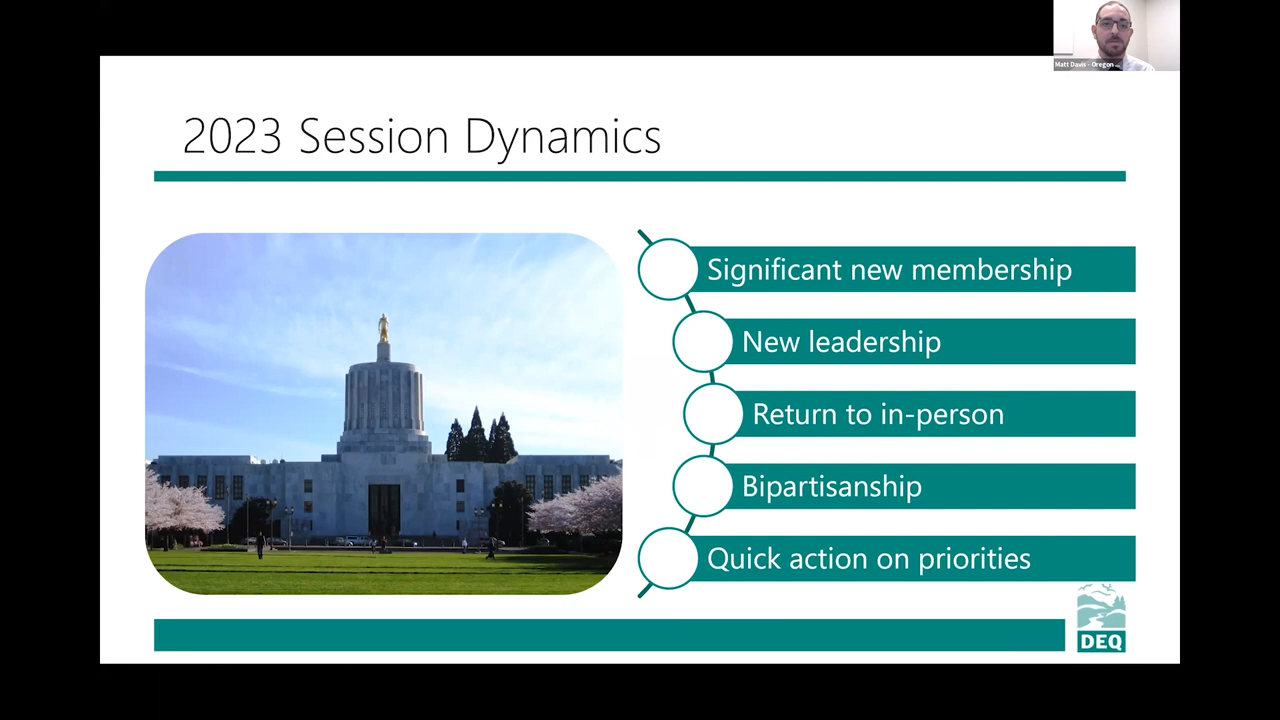 Matt Davis - Oregon ...
2023 Session Dynamics
Significant new membership
New leadership
Return to in-person
Bipartisanship
Quick action on priorities
DEQ